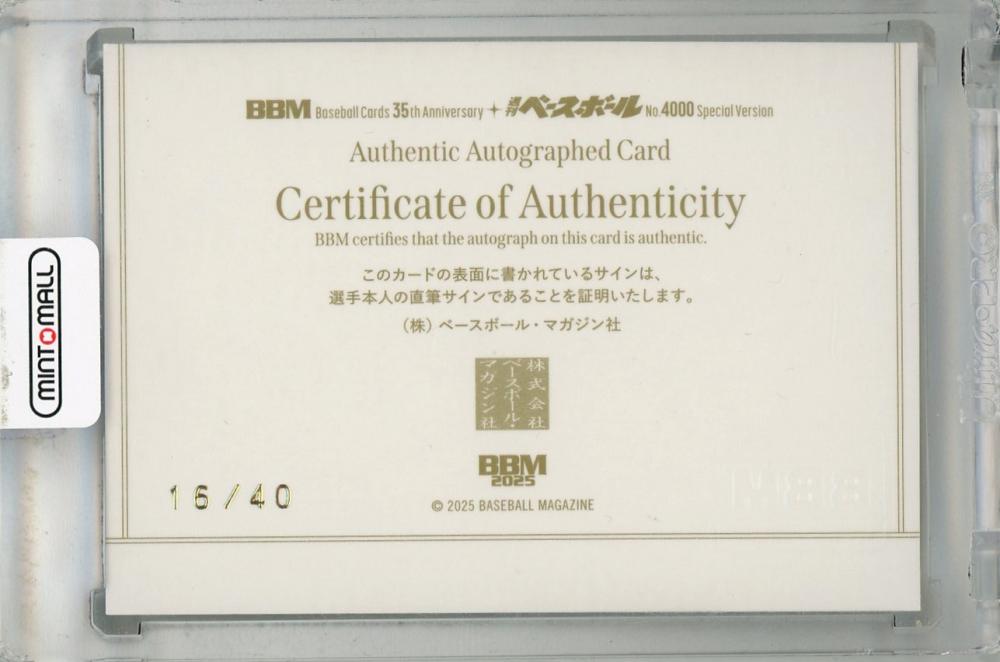 BBM Baseball Cards 35th Anniversary + 週刊ベースボール No.4000 Special Version
Authentic Autographed Card
Certificate of Authenticity
BBM certifies that the autograph on this card is authentic.
このカードの表面に書かれているサインは、
選手本人の直筆サインであることを証明いたします。
(株) ベースボール・マガジン社
株式会社
ベースボール・
マガジン社
BBM
2025
16/40
© 2025 BASEBALL MAGAZINE
MINTOMALL